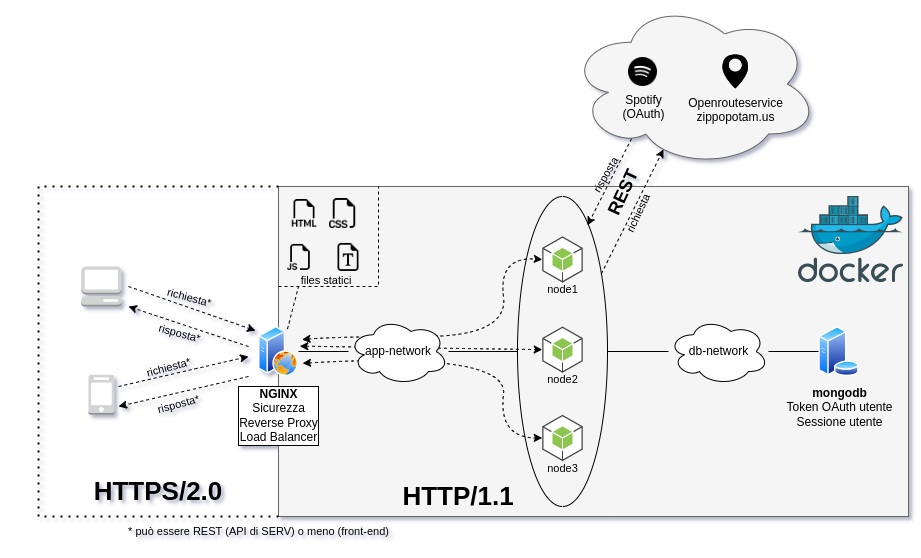 Spotify
(OAuth)
Openrouteservice
zippopotam.us
risposta
REST
richiesta
HTML
CSS
JS
T
files statici
docker
node1
richiesta*
risposta*
app-network
node2
db-network
richiesta*
risposta*
NGINX
Sicurezza
Reverse Proxy
Load Balancer
mongodb
Token OAuth utente
Sessione utente
node3
HTTPS/2.0
HTTP/1.1
* può essere REST (API di SERV) o meno (front-end)